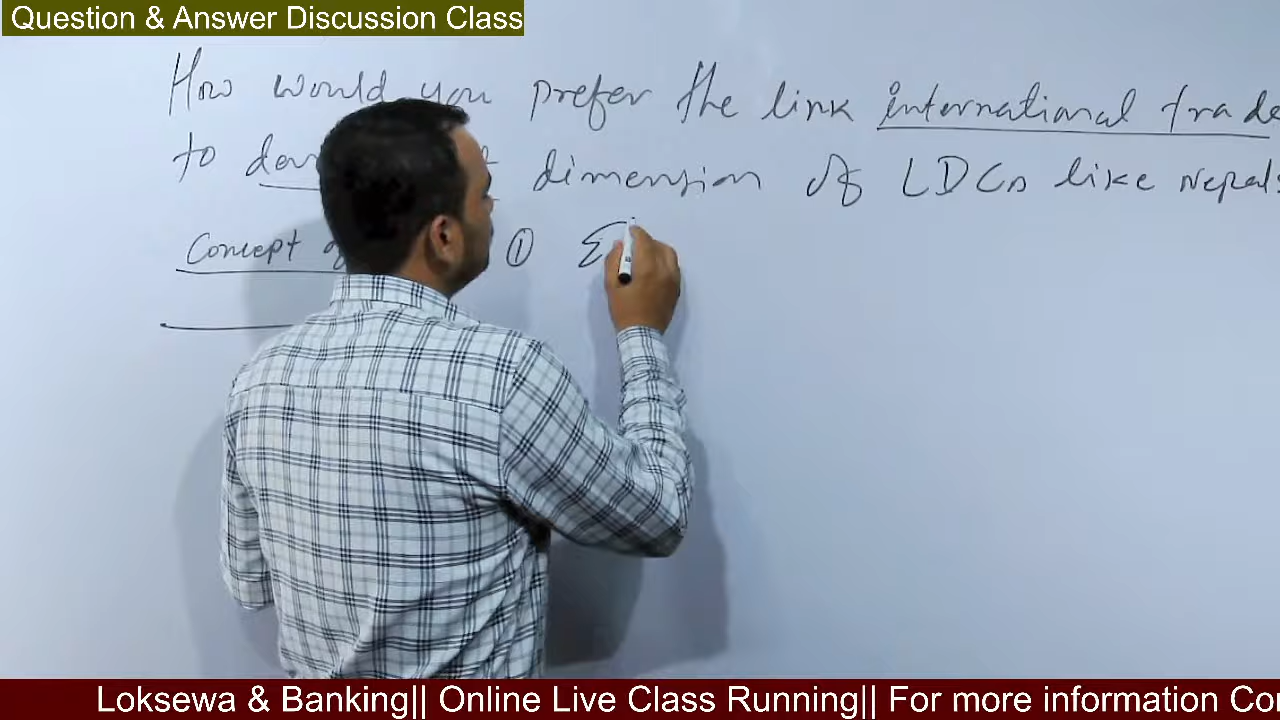 Question & Answer Discussion Class
How would you prefer the link international trade
to dimension of LDCs like Nepal
Concept of ①
Loksewa & Banking|| Online Live Class Running|| For more information Co